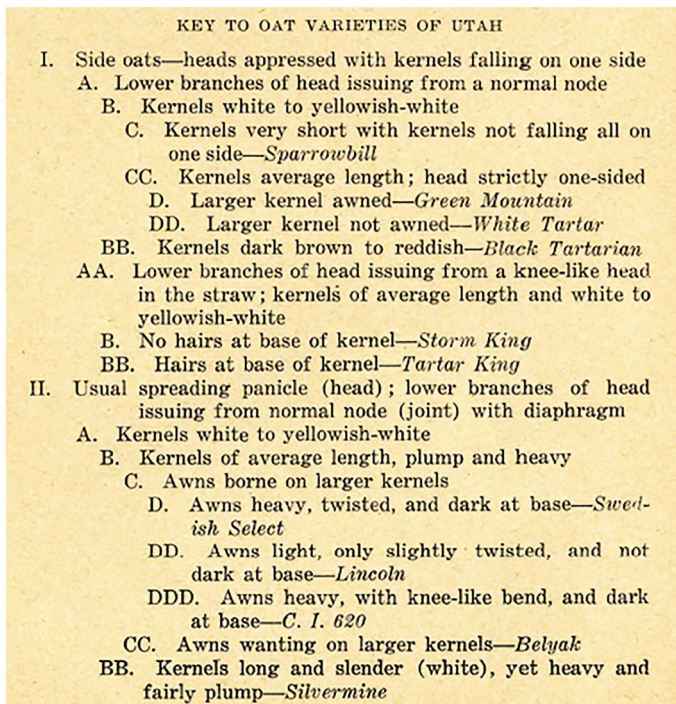 KEY TO OAT VARIETIES OF UTAH
I. Side oats—heads appressed with kernels falling on one side
A. Lower branches of head issuing from a normal node
B. Kernels white to yellowish-white
C. Kernels very short with kernels not falling all on
one side—Sparrowbill
CC. Kernels average length; head strictly one-sided
D. Larger kernel awned—Green Mountain
DD. Larger kernel not awned—White Tartar
BB. Kernels dark brown to reddish—Black Tartarian
AA. Lower branches of head issuing from a knee-like head
in the straw; kernels of average length and white to
yellowish-white
B. No hairs at base of kernel—Storm King
BB. Hairs at base of kernel—Tartar King
II. Usual spreading panicle (head); lower branches of head
issuing from normal node (joint) with diaphragm
A. Kernels white to yellowish-white
B. Kernels of average length, plump and heavy
C. Awns borne on larger kernels
D. Awns heavy, twisted, and dark at base—Swed-
ish Select
DD. Awns light, only slightly twisted, and not
dark at base—Lincoln
DDD. Awns heavy, with knee-like bend, and dark
at base—C. I. 620
CC. Awns wanting on larger kernels—Belyak
BB. Kernels long and slender (white), yet heavy and
fairly plump—Silvermine